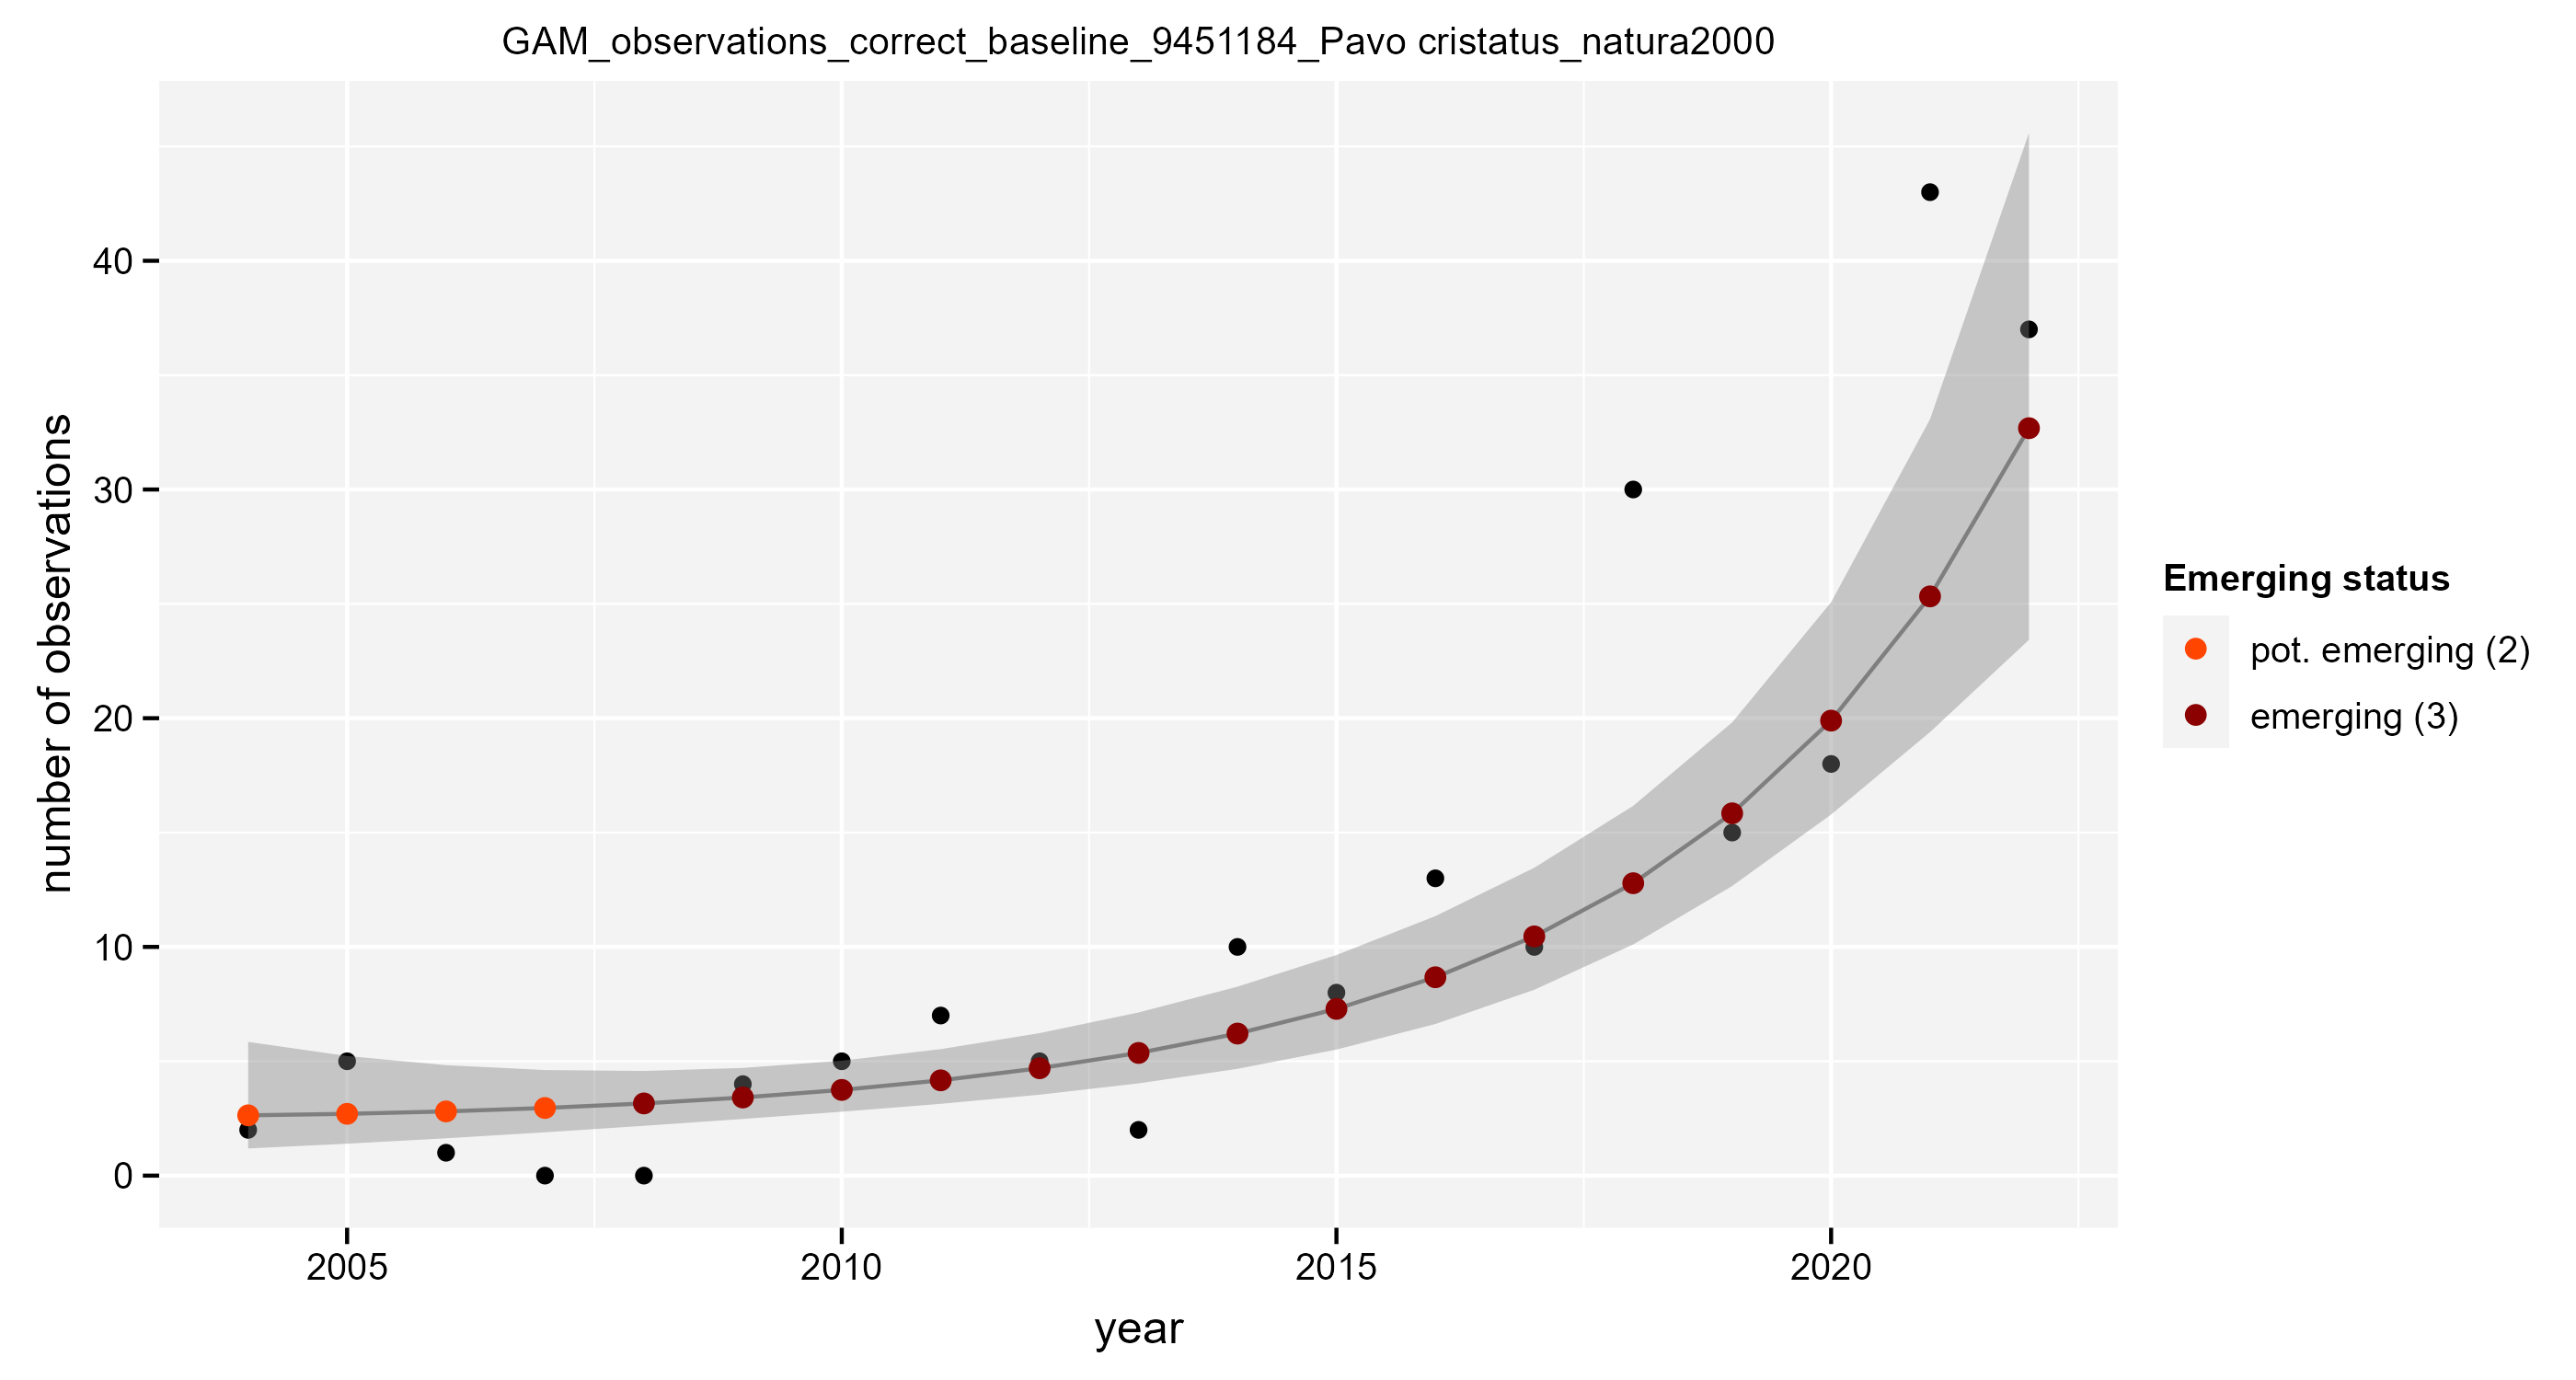 GAM_observations_correct_baseline_9451184_Pavo cristatus_natura2000
number of observations
40
30
20
10
0
2005
2010
2015
2020
year
Emerging status
pot. emerging (2)
emerging (3)